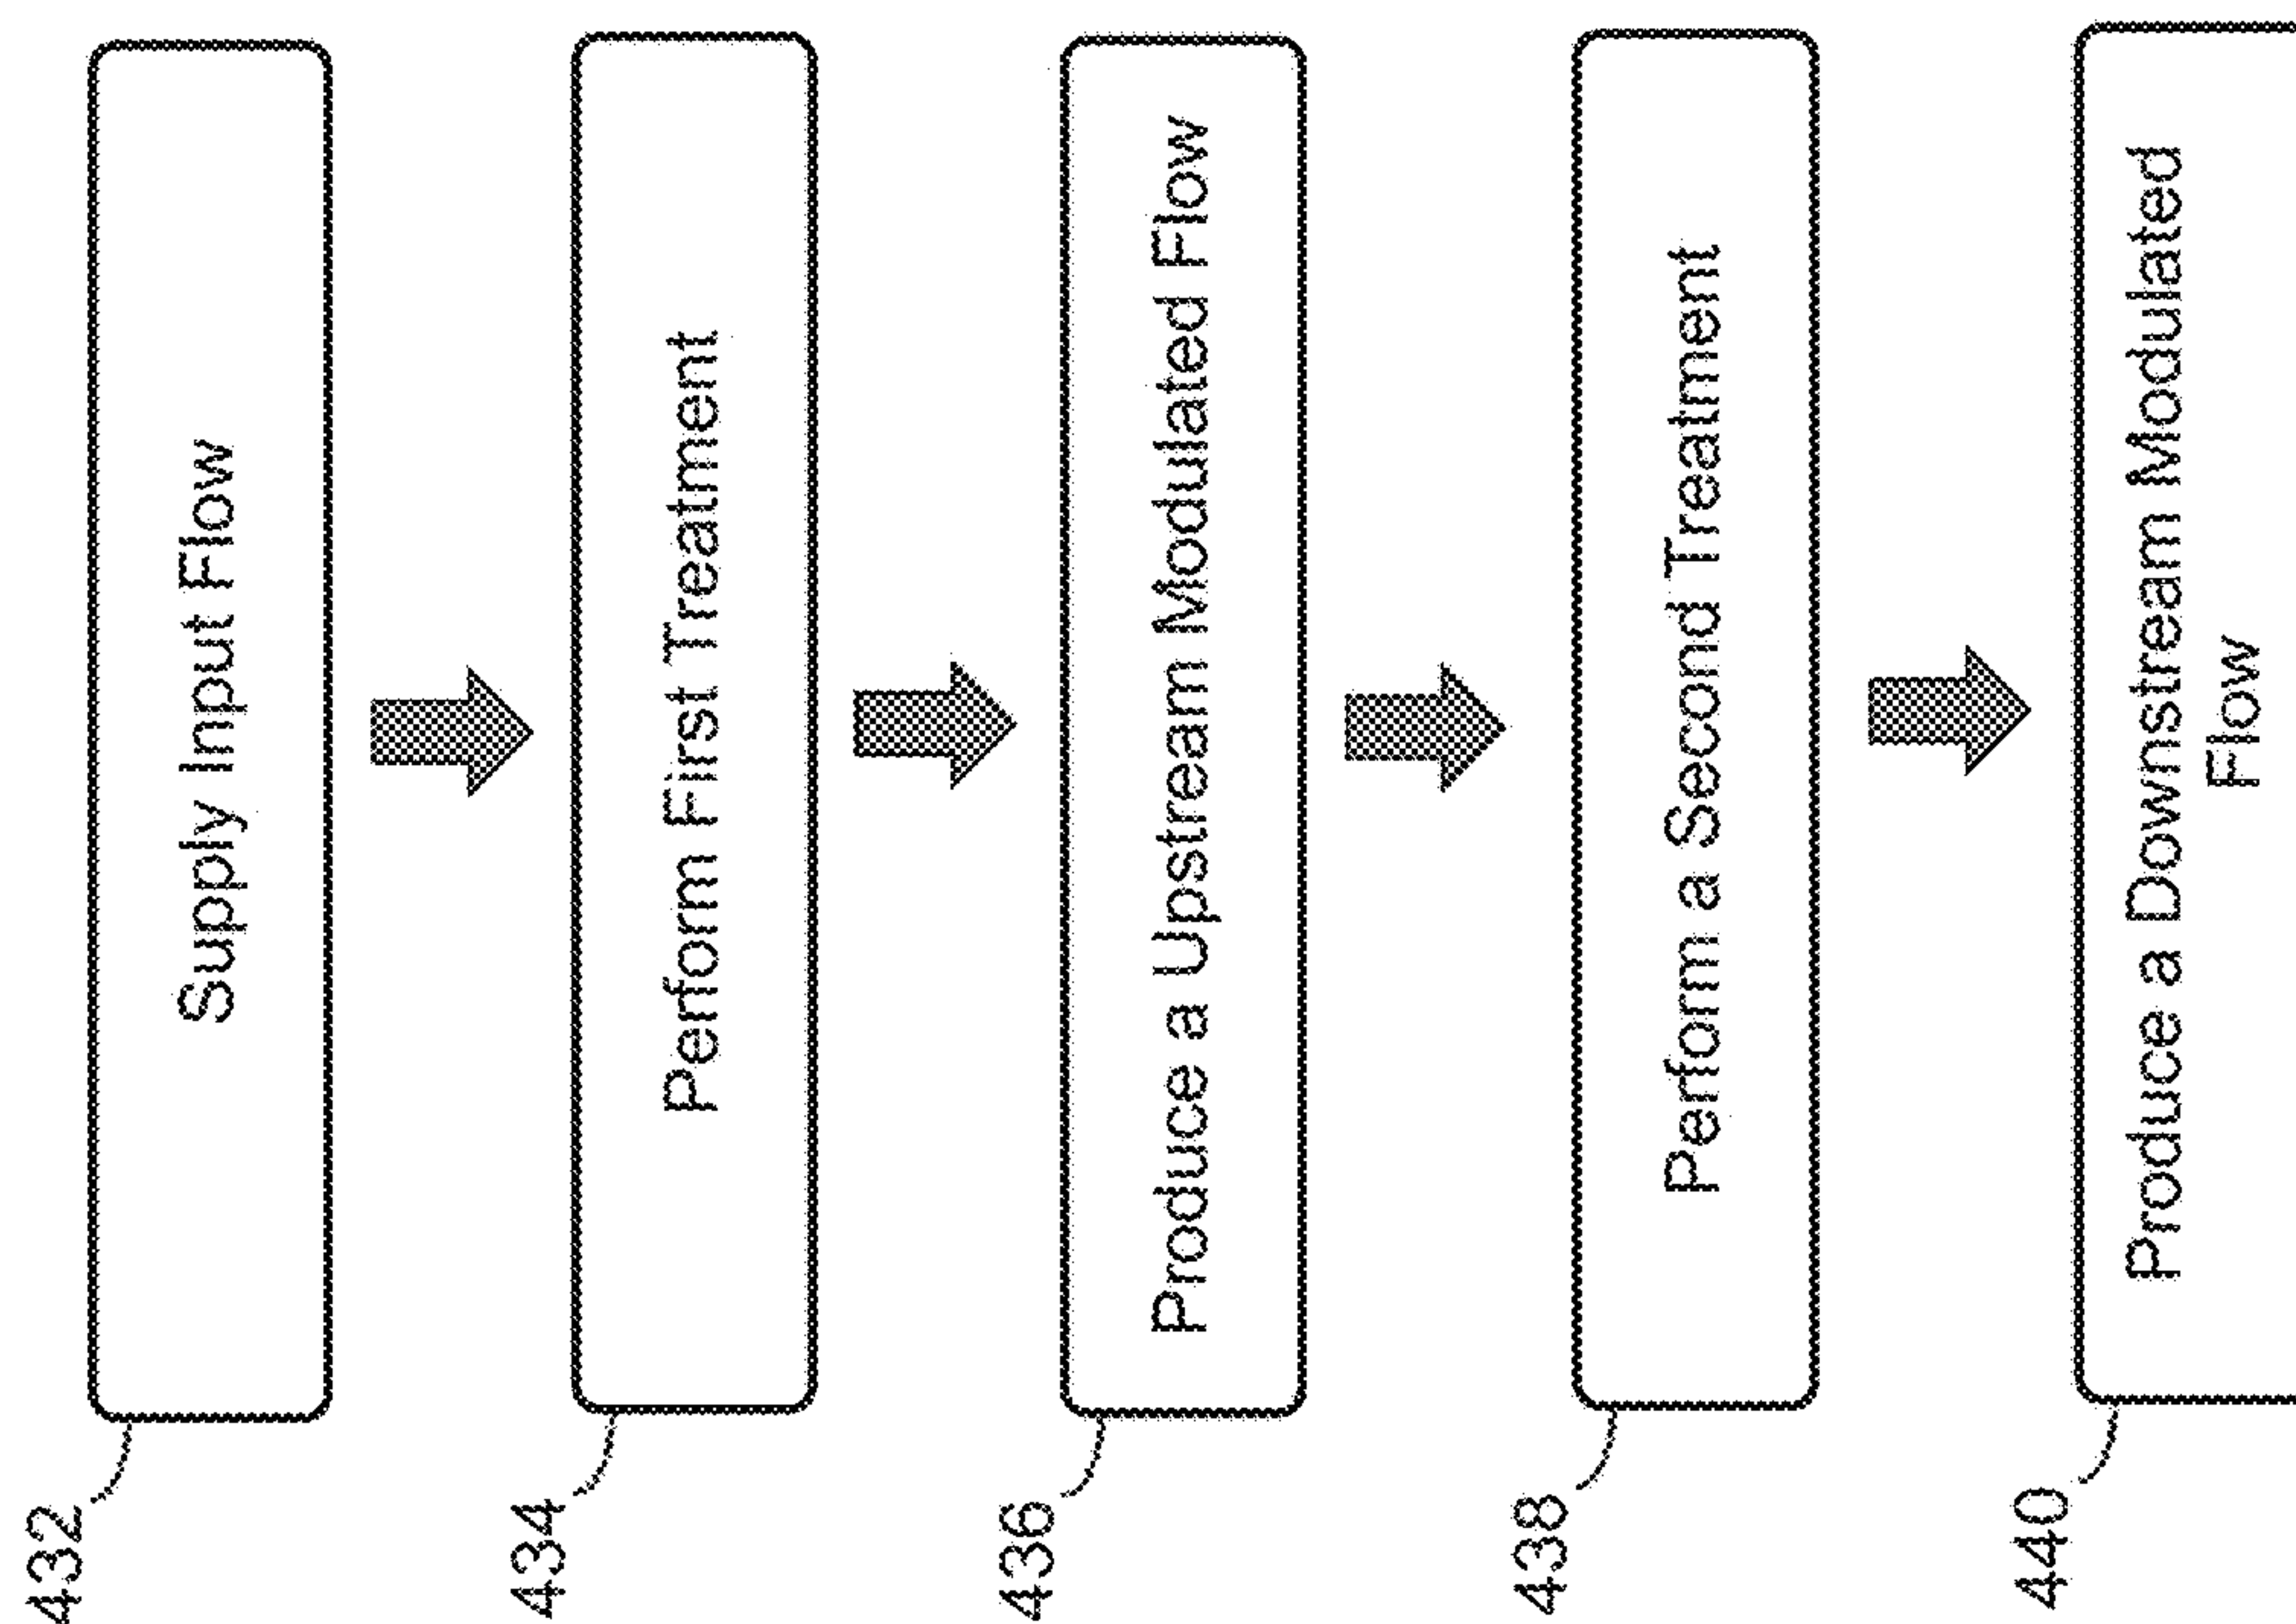 432
Supply Input Flow
434
Perform First Treatment
436
Produce a Upstream Modulated Flow
438
Perform a Second Treatment
440
Produce a Downstream Modulated
Flow